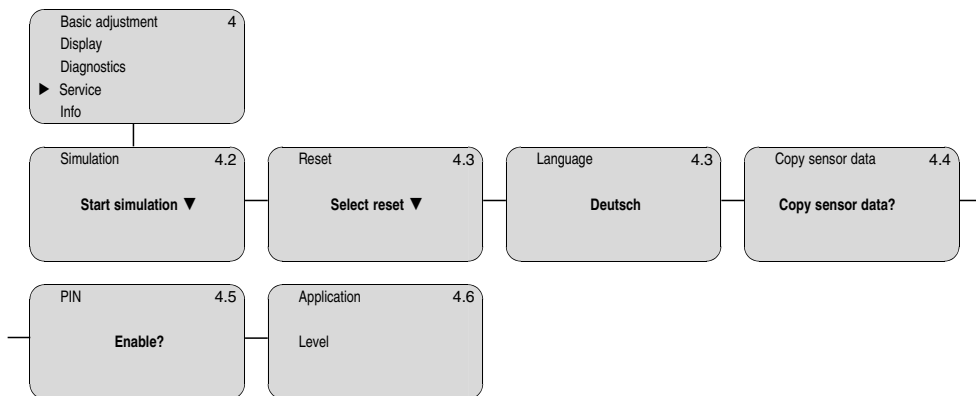 Basic adjustment 4
Display
Diagnostics
▶ Service
Info
Simulation 4.2
Start simulation ▼
Reset 4.3
Select reset ▼
Language 4.3
Deutsch
Copy sensor data 4.4
Copy sensor data?
PIN 4.5
Enable?
Application 4.6
Level